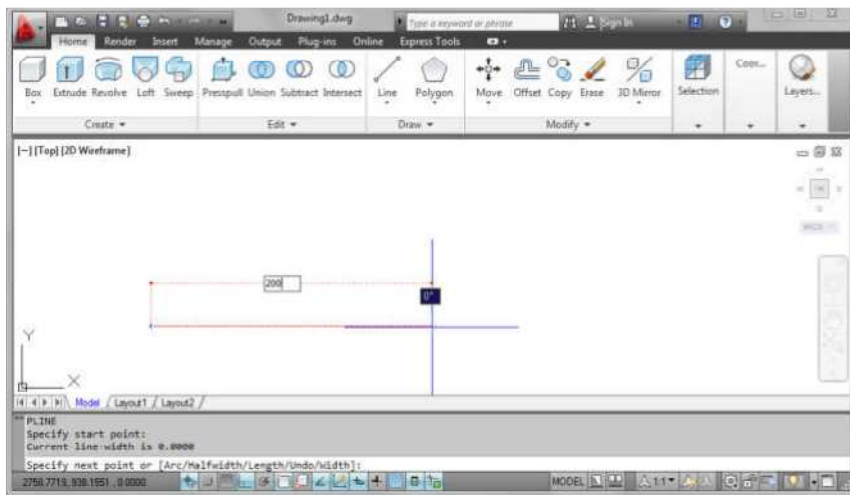 Drawing1.dwg
Type a keyword or phrase
Sign In
Home Render Insert Manage Output Plug-ins Online Express Tools
Box Extrude Revolve Loft Sweep Presspull Union Subtract Intersect Line Polygon Move Offset Copy Erase 3D Mirror Selection Coor... Layers...
Create Edit Draw Modify
[-] [Top] [2D Wireframe]
200
0°
Y
X
Model Layout1 Layout2
PLINE
Specify start point:
Current line-width is 0.0000
Specify next point or [Arc/Halfwidth/Length/Undo/Width]:
MODEL 1:1